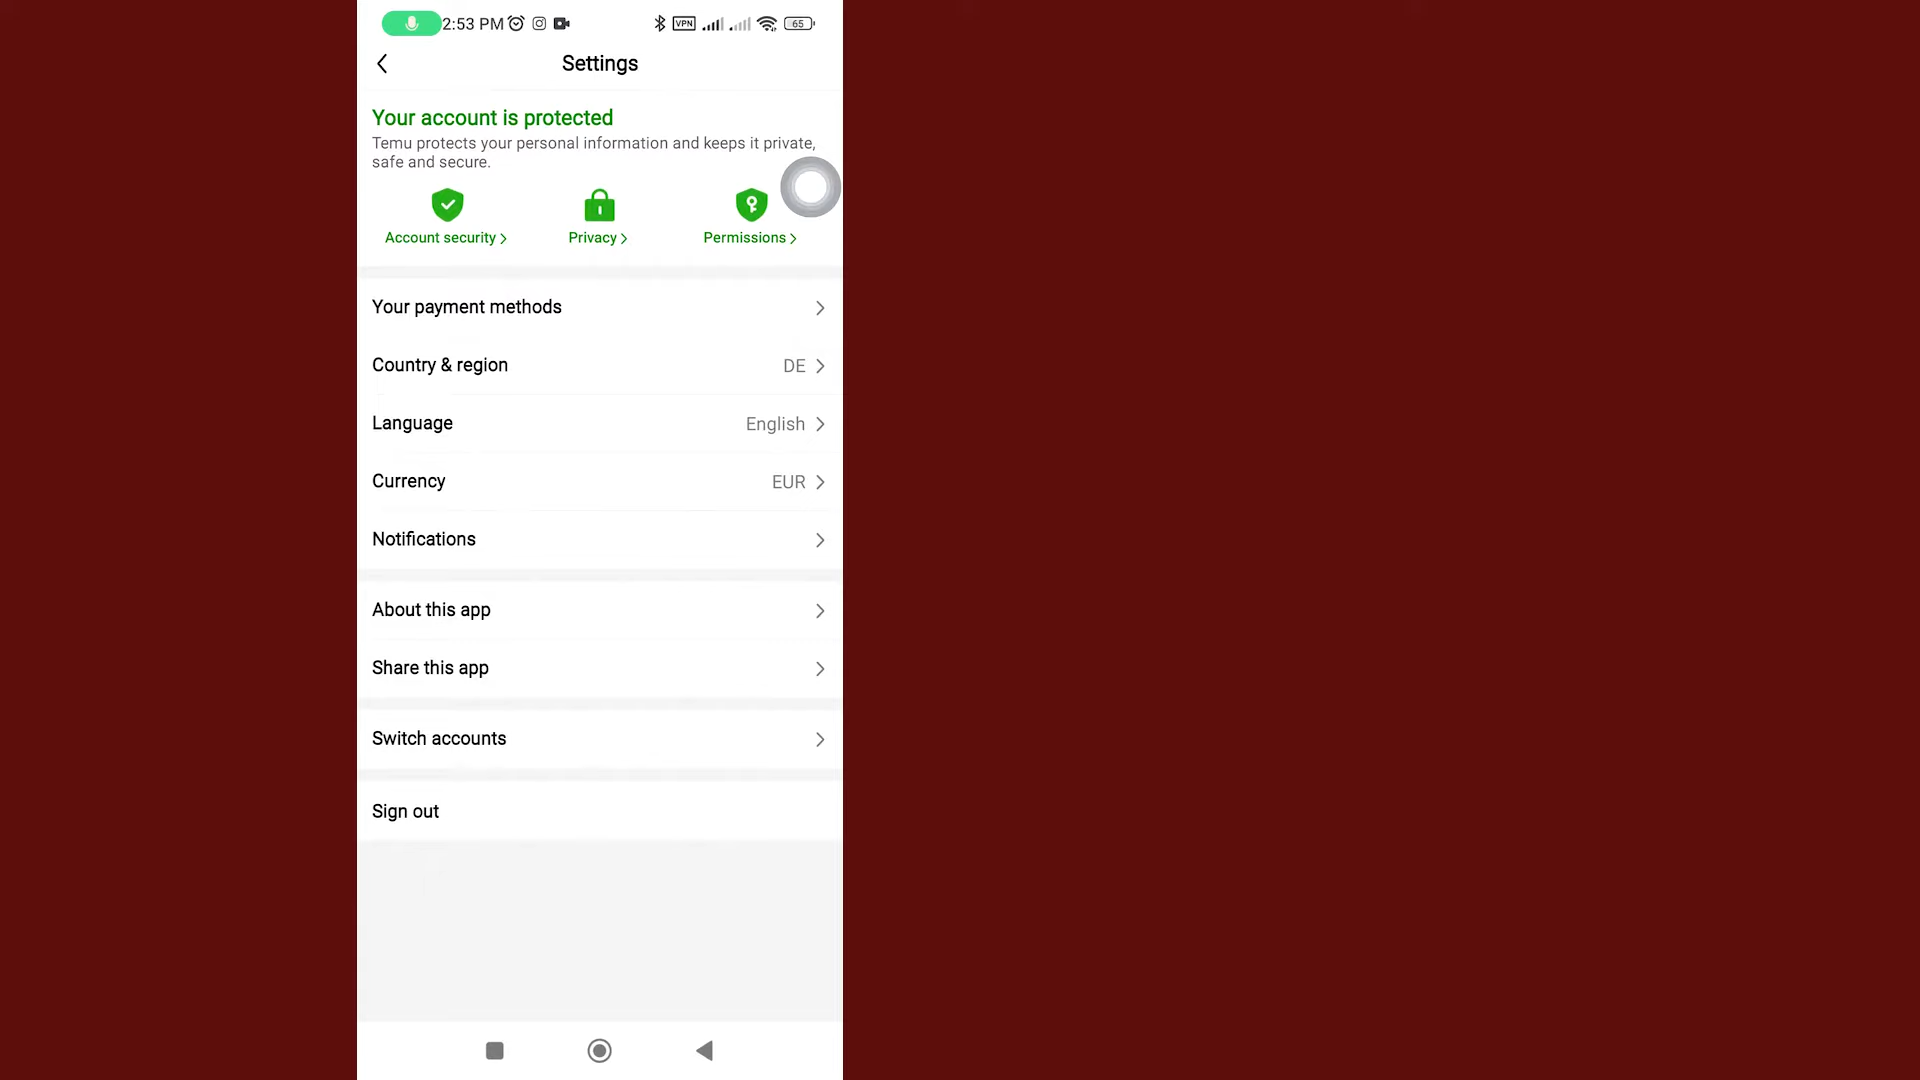 2:53 PM
VPN
65
Settings
Your account is protected
Temu protects your personal information and keeps it private,
safe and secure.
Account security
Privacy
Permissions
Your payment methods
Country & region DE
Language English
Currency EUR
Notifications
About this app
Share this app
Switch accounts
Sign out